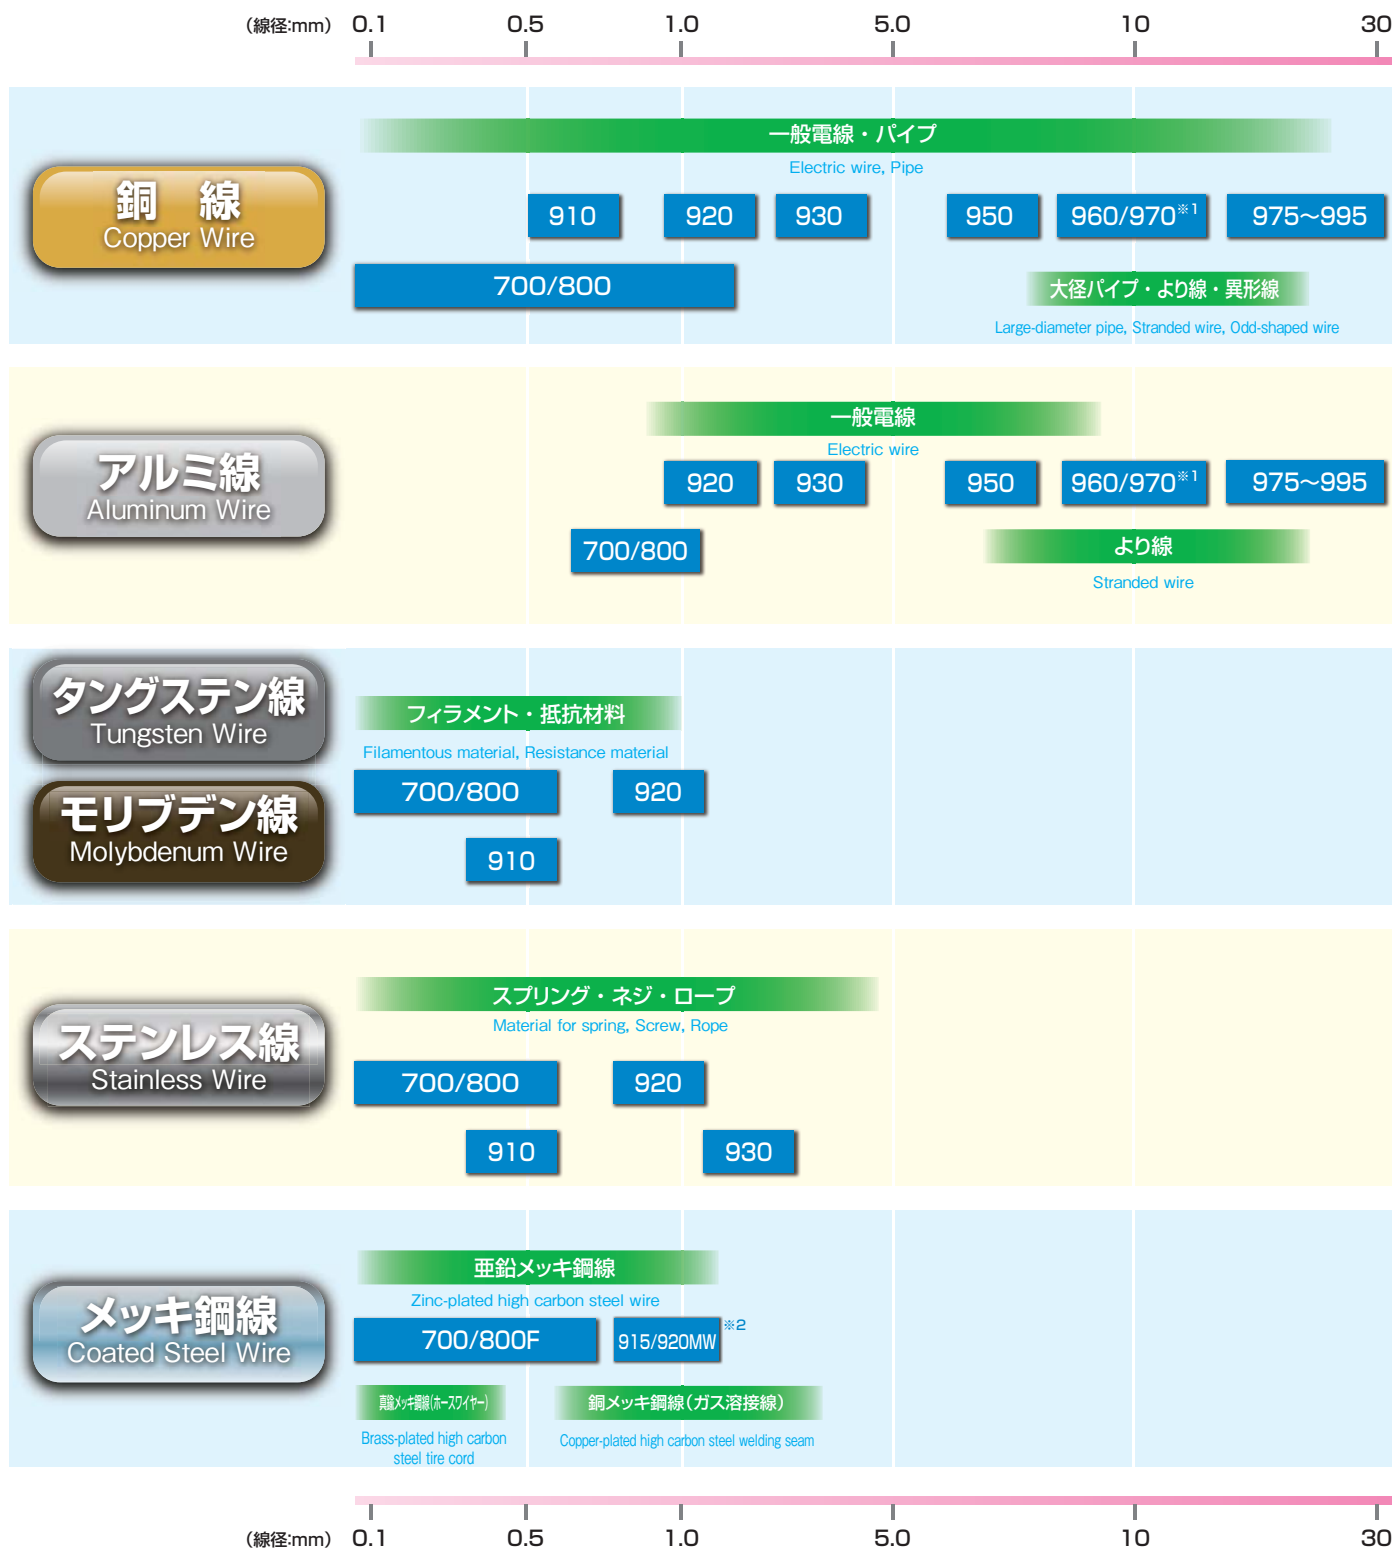 (線径:mm) 0.1 0.5 1.0 5.0 10 30
一般電線・パイプ
Electric wire, Pipe
銅 線
Copper Wire
910 920 930 950 960/970※1 975～995
700/800
大径パイプ・より線・異形線
Large-diameter pipe, Stranded wire, Odd-shaped wire
一般電線
Electric wire
アルミ線
Aluminum Wire
920 930 950 960/970※1 975～995
700/800
より線
Stranded wire
タングステン線
Tungsten Wire
フィラメント・抵抗材料
Filamentous material, Resistance material
モリブデン線
Molybdenum Wire
700/800 920
910
スプリング・ネジ・ロープ
Material for spring, Screw, Rope
ステンレス線
Stainless Wire
700/800 920
910 930
亜鉛メッキ鋼線
Zinc-plated high carbon steel wire
メッキ鋼線
Coated Steel Wire
700/800F 915/920MW ※2
真鍮メッキ鋼線(ホースワイヤー)
Brass-plated high carbon
steel tire cord
銅メッキ鋼線(ガス溶接線)
Copper-plated high carbon steel welding seam
(線径:mm) 0.1 0.5 1.0 5.0 10 30